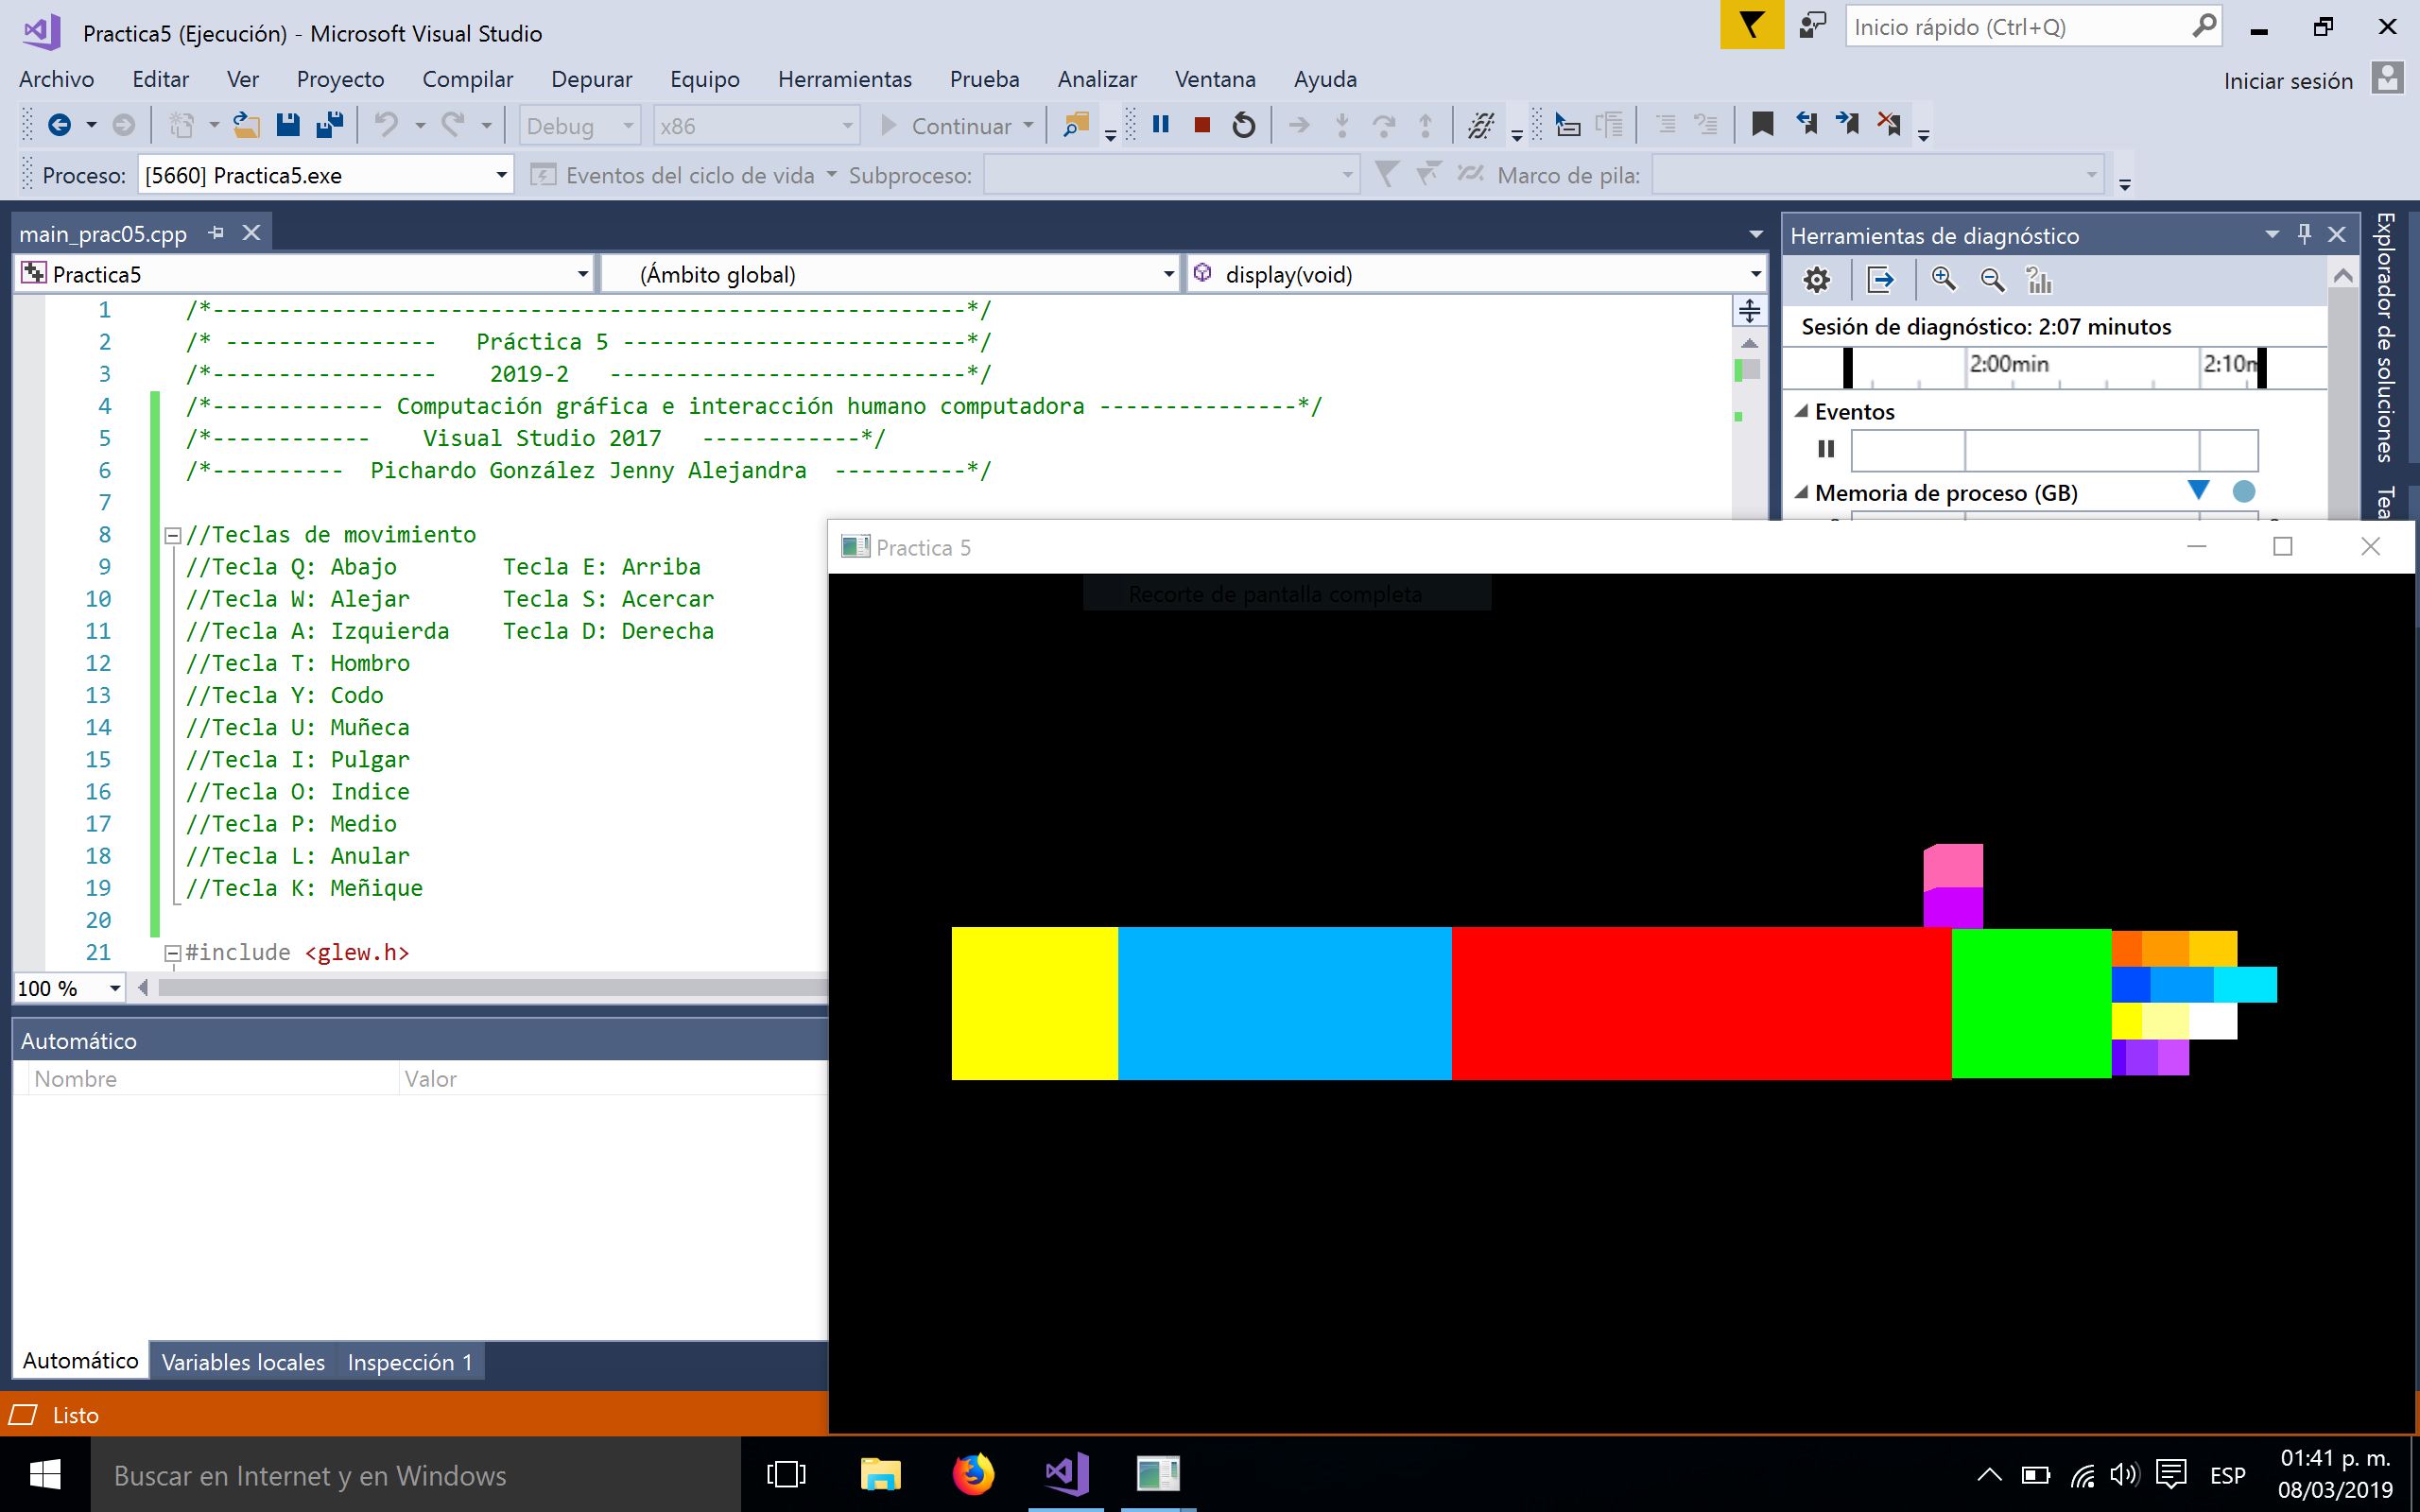 Practica5 (Ejecución) - Microsoft Visual Studio
Inicio rápido (Ctrl+Q)
Archivo Editar Ver Proyecto Compilar Depurar Equipo Herramientas Prueba Analizar Ventana Ayuda
Iniciar sesión
Debug x86 Continuar
Proceso: [5660] Practica5.exe Eventos del ciclo de vida Subproceso: Marco de pila:
main_prac05.cpp
Practica5 (Ámbito global) display(void)
1 /*---------------------------------------------------------*/
2 /* ---------------- Práctica 5 --------------------------*/
3 /*----------------- 2019-2 ---------------------------*/
4 /*------------- Computación gráfica e interacción humano computadora ---------------*/
5 /*------------ Visual Studio 2017 ------------*/
6 /*---------- Pichardo González Jenny Alejandra ----------*/
7
8 //Teclas de movimiento
9 //Tecla Q: Abajo Tecla E: Arriba
10 //Tecla W: Alejar Tecla S: Acercar
11 //Tecla A: Izquierda Tecla D: Derecha
12 //Tecla T: Hombro
13 //Tecla Y: Codo
14 //Tecla U: Muñeca
15 //Tecla I: Pulgar
16 //Tecla O: Indice
17 //Tecla P: Medio
18 //Tecla L: Anular
19 //Tecla K: Meñique
20
21 #include <glew.h>
100 %
Herramientas de diagnóstico
Sesión de diagnóstico: 2:07 minutos
2:00min 2:10m
Eventos
Memoria de proceso (GB)
Explorador de soluciones
Tea
Practica 5
Recorte de pantalla completa
Automático
Nombre Valor
Automático Variables locales Inspección 1
Listo
Buscar en Internet y en Windows
ESP
01:41 p. m.
08/03/2019